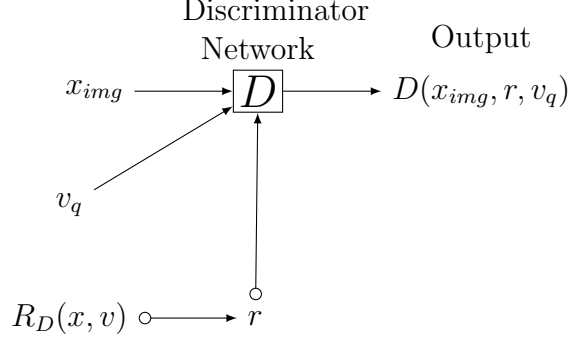 Discriminator
Network
Output
x_{img}
D
D(x_{img}, r, v_q)
v_q
R_D(x, v)
r